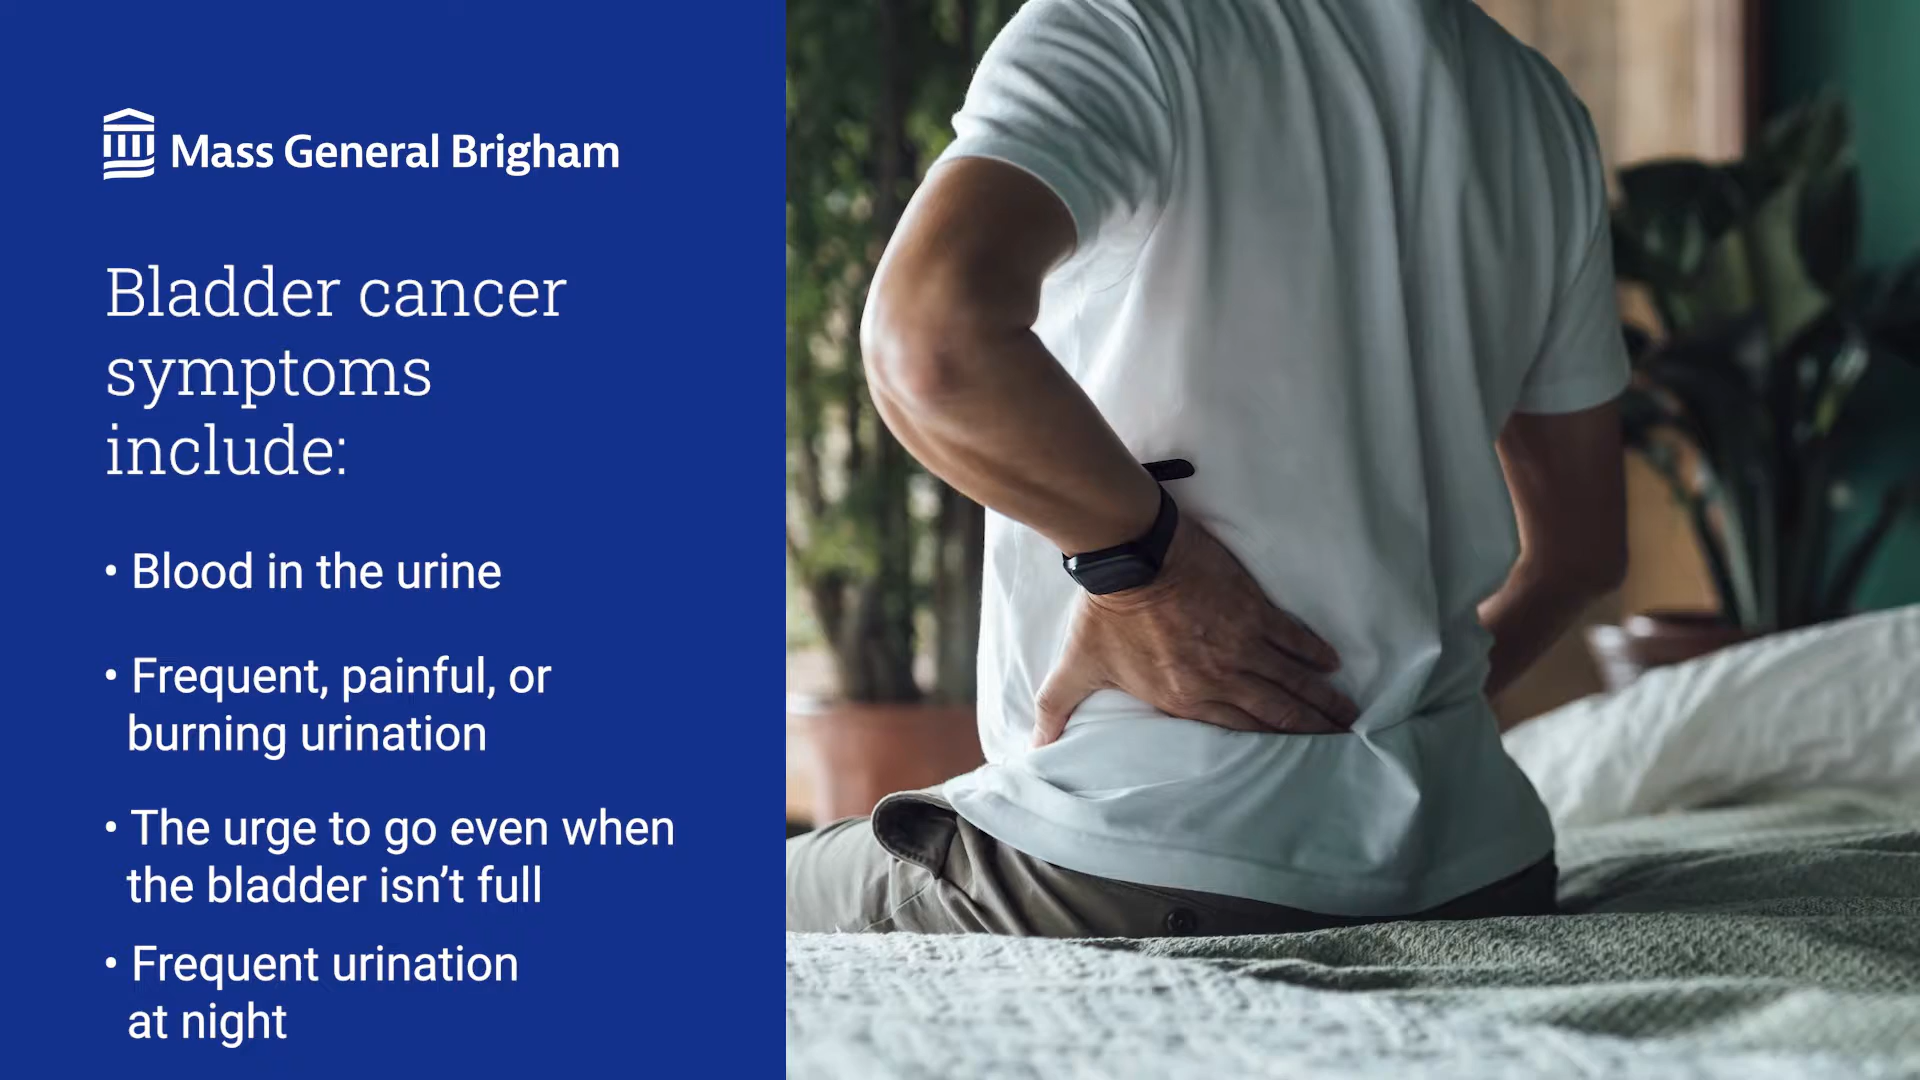 Mass General Brigham
Bladder cancer
symptoms
include:
• Blood in the urine
• Frequent, painful, or
burning urination
• The urge to go even when
the bladder isn’t full
• Frequent urination
at night